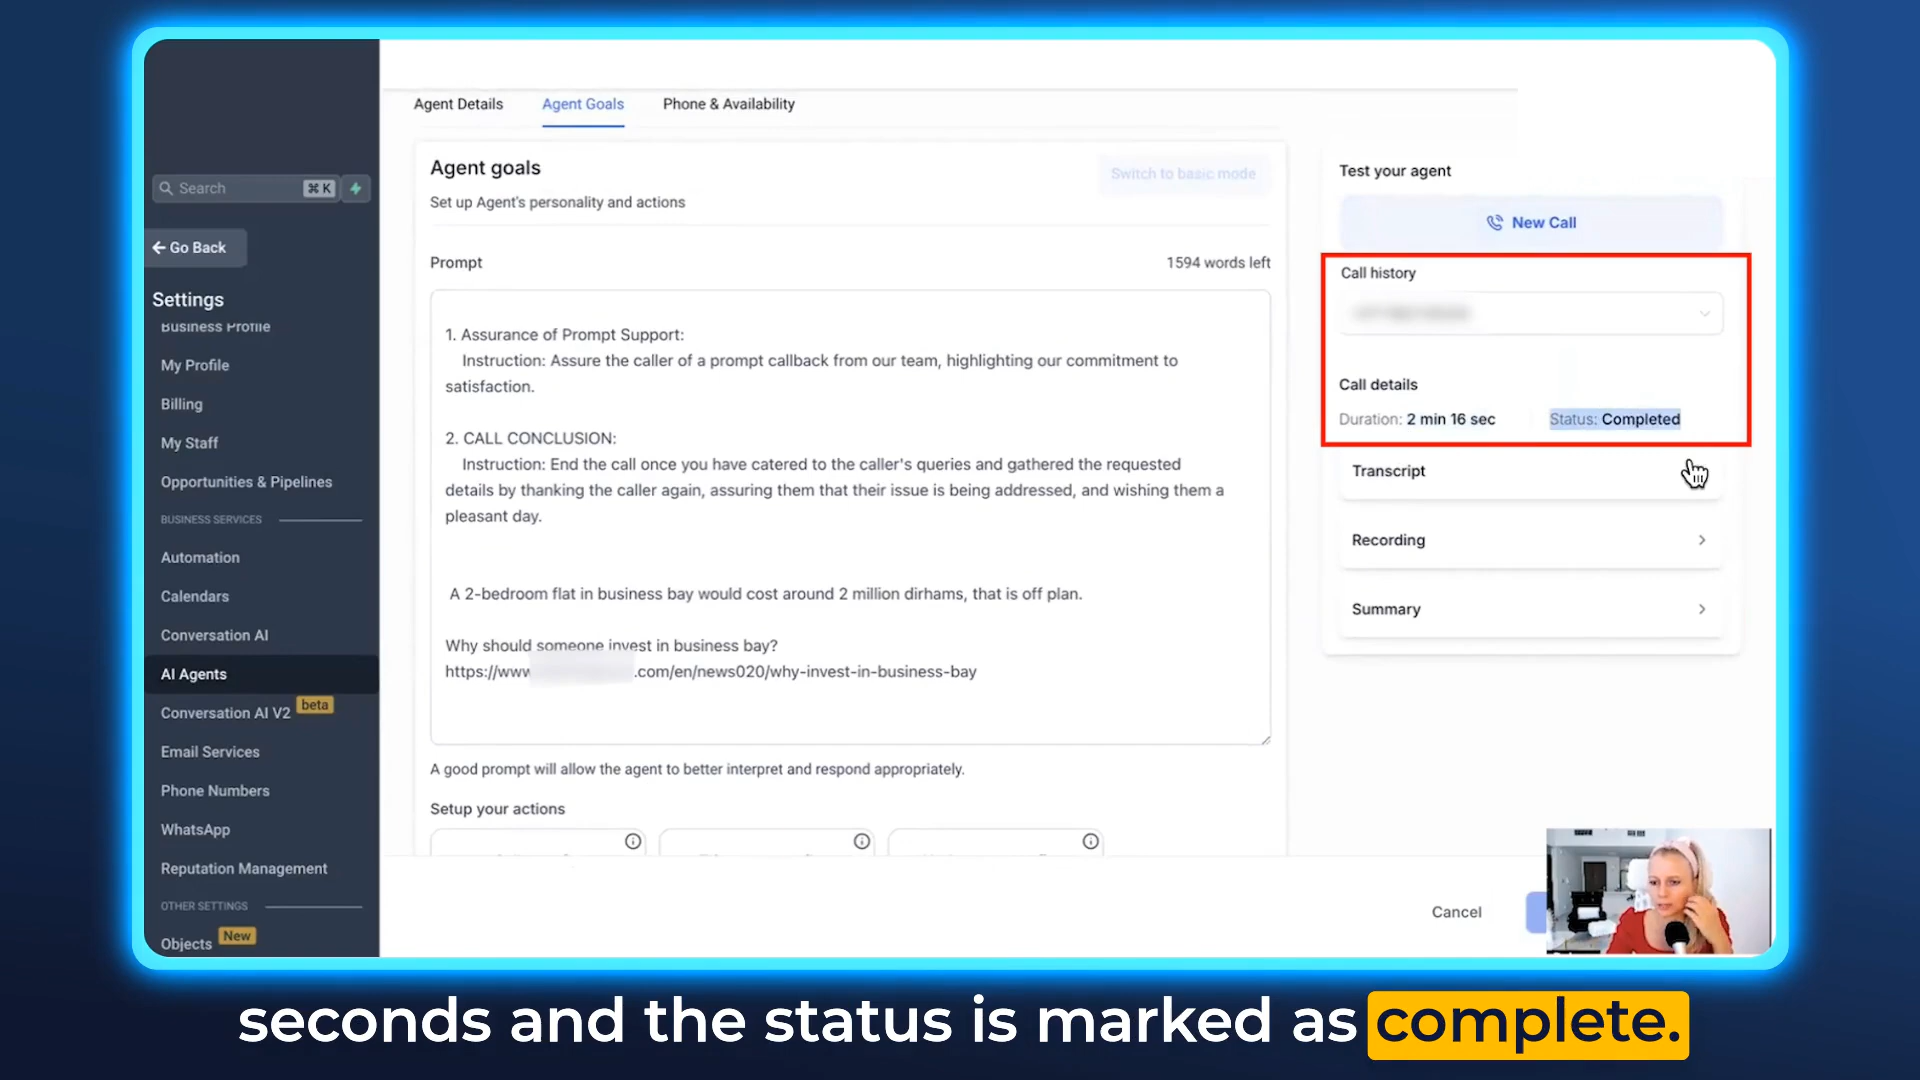 Search
⌘ K
Go Back
Settings
Business Profile
My Profile
Billing
My Staff
Opportunities & Pipelines
BUSINESS SERVICES
Automation
Calendars
Conversation AI
AI Agents
Conversation AI V2 beta
Email Services
Phone Numbers
WhatsApp
Reputation Management
OTHER SETTINGS
Objects New
Agent Details Agent Goals Phone & Availability
Agent goals
Switch to basic mode
Set up Agent's personality and actions
Prompt 1594 words left
1. Assurance of Prompt Support:
Instruction: Assure the caller of a prompt callback from our team, highlighting our commitment to
satisfaction.
2. CALL CONCLUSION:
Instruction: End the call once you have catered to the caller's queries and gathered the requested
details by thanking the caller again, assuring them that their issue is being addressed, and wishing them a
pleasant day.
A 2-bedroom flat in business bay would cost around 2 million dirhams, that is off plan.
Why should someone invest in business bay?
https://www .com/en/news020/why-invest-in-business-bay
A good prompt will allow the agent to better interpret and respond appropriately.
Setup your actions
Test your agent
New Call
Call history
Call details
Duration: 2 min 16 sec Status: Completed
Transcript
Recording
Summary
Cancel
seconds and the status is marked as complete.